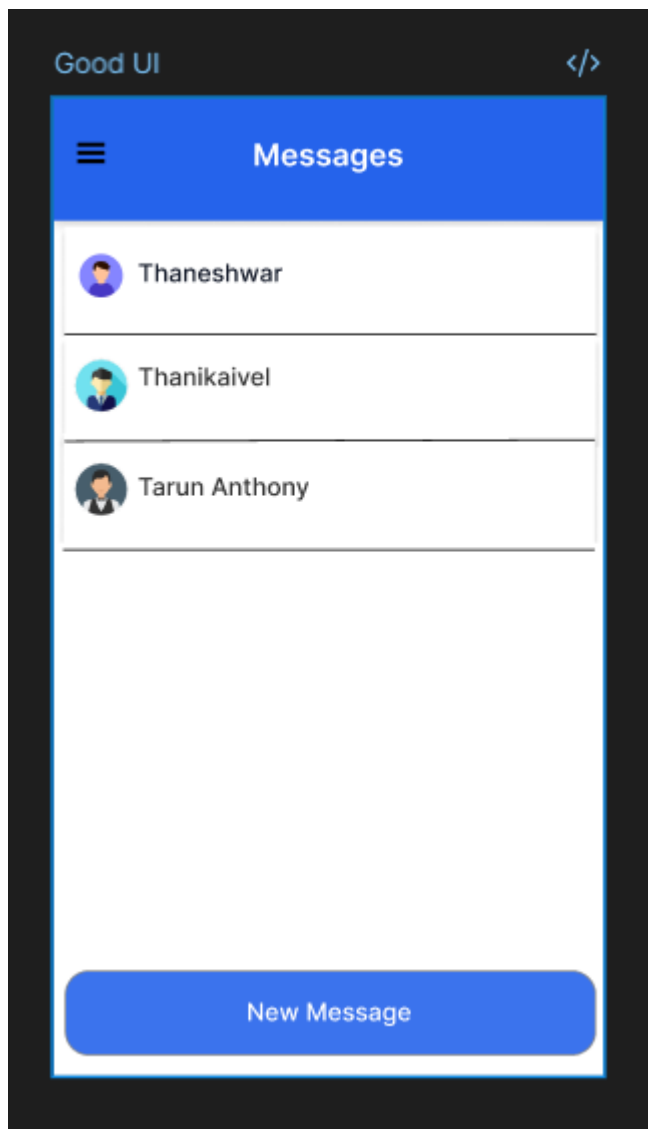 Good UI </>
Messages
Thaneshwar
Thanikaivel
Tarun Anthony
New Message